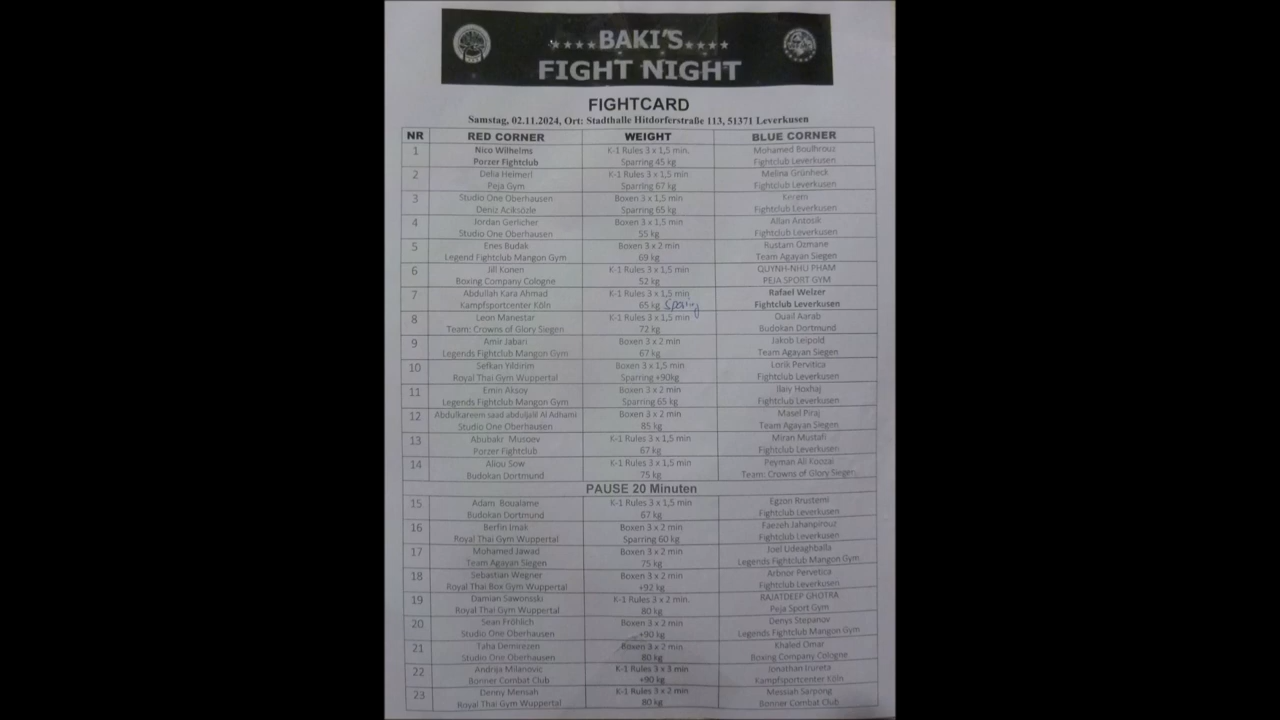 ****BAKI'S****
FIGHT NIGHT
FIGHTCARD
Samstag, 02.11.2024, Ort: Stadthalle Hitdorferstraße 113, 51371 Leverkusen
NR RED CORNER WEIGHT BLUE CORNER
1 Nico Wilhelms K-1 Rules 3 x 1,5 min. Mohamed Boulhrouz
Porzer Fightclub Sparring 45 kg Fightclub Leverkusen
2 Delia Heimerl K-1 Rules 3 x 1,5 min Melina Grünheck
Peja Gym Sparring 67 kg Fightclub Leverkusen
3 Studio One Oberhausen Boxen 3 x 1,5 min Kerem
Deniz Aciksözle Sparring 65 kg Fightclub Leverkusen
4 Jordan Gerlicher Boxen 3 x 1,5 min Allan Antosik
Studio One Oberhausen 55 kg Fightclub Leverkusen
5 Enes Budak Boxen 3 x 2 min Rustam Ozmane
Legend Fightclub Mangon Gym 69 kg Team Agayan Siegen
6 Jill Konen K-1 Rules 3 x 1,5 min QUYNH-NHU PHAM
Boxing Company Cologne 52 kg PEJA SPORT GYM
7 Abdullah Kara Ahmad K-1 Rules 3 x 1,5 min Rafael Welzer
Kampfsportcenter Köln 65 kg Fightclub Leverkusen
8 Leon Manestar K-1 Rules 3 x 1,5 min Ouail Aarab
Team: Crowns of Glory Siegen 72 kg Budokan Dortmund
9 Amir Jabari Boxen 3 x 2 min Jakob Leipold
Legends Fightclub Mangon Gym 67 kg Team Agayan Siegen
10 Sefkan Yildirim Boxen 3 x 1,5 min Lorik Pervitica
Royal Thai Gym Wuppertal Sparring +90kg Fightclub Leverkusen
11 Emin Aksoy Boxen 3 x 2 min Ilaiy Hoxhaj
Legends Fightclub Mangon Gym Sparring 65 kg Fightclub Leverkusen
12 Abdulkareem saad abduljalil Al Adhami Boxen 3 x 2 min Masel Piraj
Studio One Oberhausen 85 kg Team Agayan Siegen
13 Abubakr Musoev K-1 Rules 3 x 1,5 min Miran Mustafi
Porzer Fightclub 67 kg Fightclub Leverkusen
14 Aliou Sow K-1 Rules 3 x 1,5 min Peyman Ali Koozai
Budokan Dortmund 75 kg Team: Crowns of Glory Siegen
PAUSE 20 Minuten
15 Adam Boualame K-1 Rules 3 x 1,5 min Egzon Rrustemi
Budokan Dortmund 67 kg Fightclub Leverkusen
16 Berfin Imak Boxen 3 x 2 min Faezeh Jahanpirouz
Royal Thai Gym Wuppertal Sparring 60 kg Fightclub Leverkusen
17 Mohamed Jawad Boxen 3 x 2 min Joel Udeaghballa
Team Agayan Siegen 75 kg Legends Fightclub Mangon Gym
18 Sebastian Wegner Boxen 3 x 2 min Arbnor Pervetica
Royal Thai Box Gym Wuppertal +92 kg Fightclub Leverkusen
19 Damian Sawonsski K-1 Rules 3 x 2 min. RAJATDEEP GHOTRA
Royal Thai Gym Wuppertal 80 kg Peja Sport Gym
20 Sean Fröhlich Boxen 3 x 2 min Denys Stepanov
Studio One Oberhausen +90 kg Legends Fightclub Mangon Gym
21 Taha Demirezen Boxen 3 x 2 min Khaled Omar
Studio One Oberhausen 80 kg Boxing Company Cologne
22 Andrija Milanovic K-1 Rules 3 x 3 min Jonathan Irureta
Bonner Combat Club +90 kg Kampfsportcenter Köln
23 Denny Mensah K-1 Rules 3 x 2 min Messiah Sarpong
Royal Thai Gym Wuppertal 80 kg Bonner Combat Club